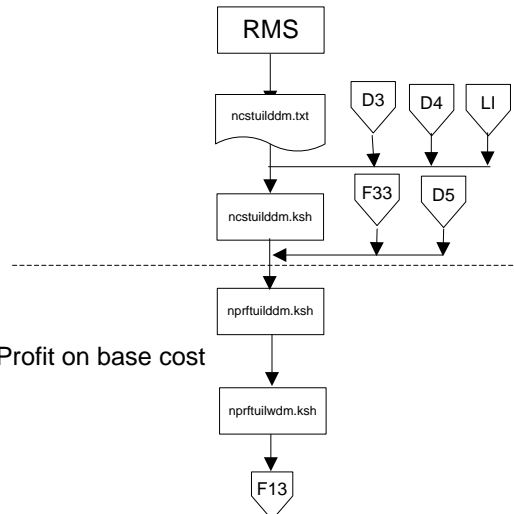 RMS
ncstuilddm.txt
D3
D4
LI
ncstuilddm.ksh
F33
D5
nprftuilddm.ksh
Profit on base cost
nprftuilwdm.ksh
F13